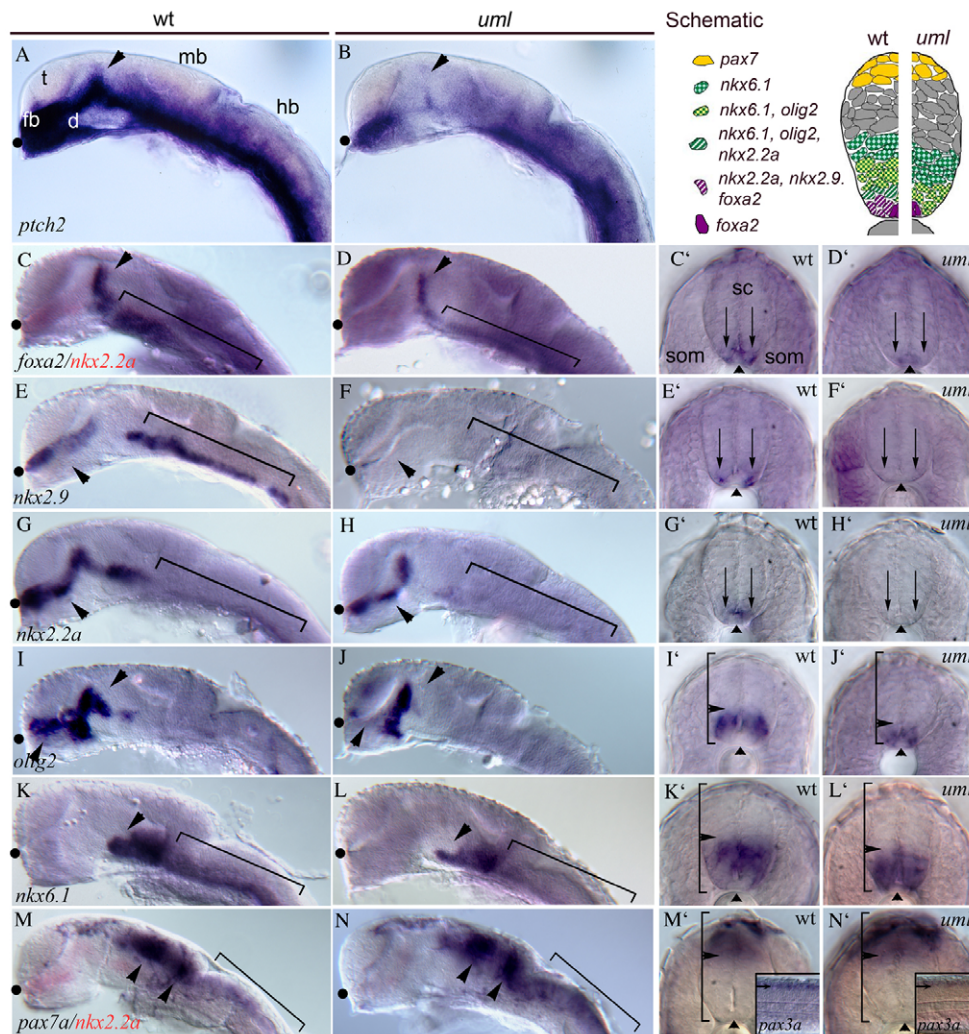 wt
uml
Schematic
A
t
mb
hb
fb
d
ptch2
B
wt uml
pax7
nkx6.1
nkx6.1, olig2
nkx6.1, olig2,
nkx2.2a
nkx2.2a, nkx2.9.
foxa2
foxa2
C
foxa2/nkx2.2a
D
C‘ wt
sc
som som
D‘ uml
E
nkx2.9
F
E‘ wt
F‘ uml
G
nkx2.2a
H
G‘ wt
H‘ uml
I
olig2
J
I‘ wt
J‘ uml
K
nkx6.1
L
K‘ wt
L‘ uml
M
pax7a/nkx2.2a
N
M‘ wt
pax3a
N‘ uml
pax3a